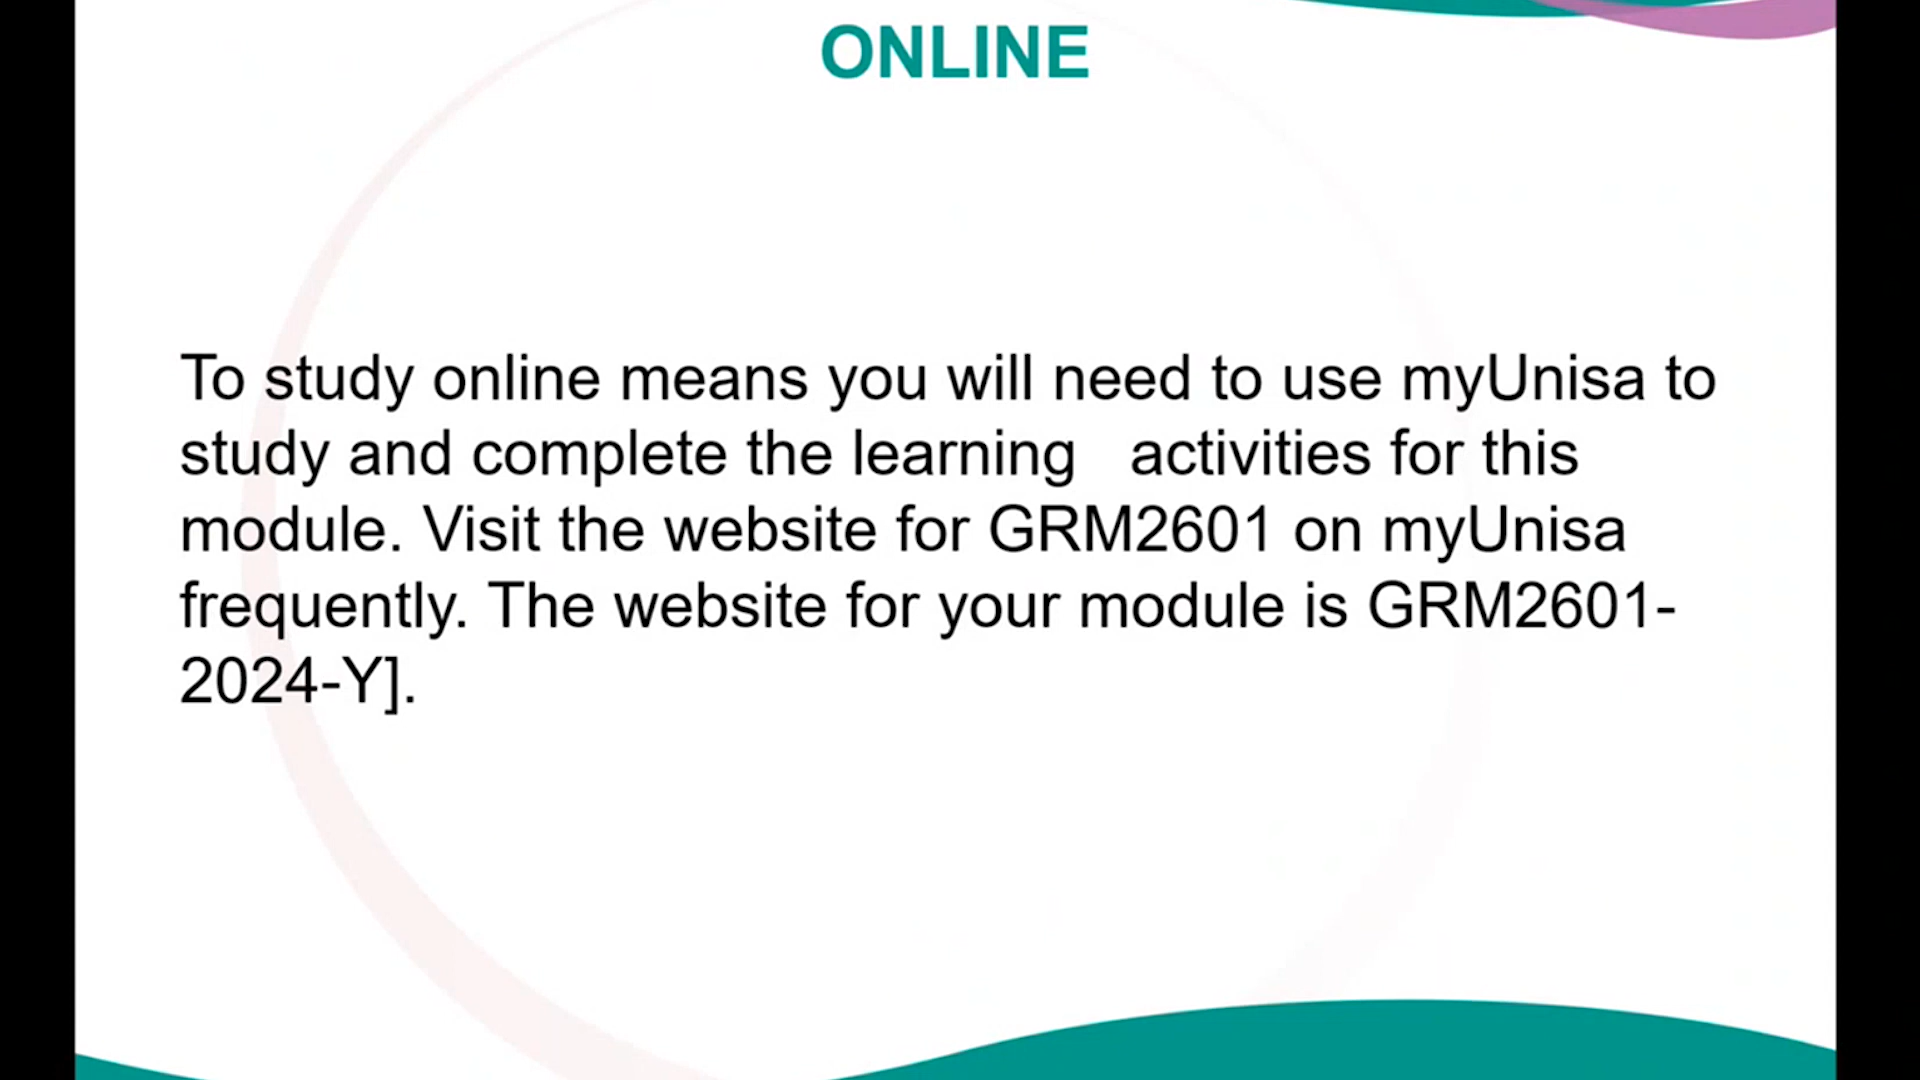 ONLINE
To study online means you will need to use myUnisa to
study and complete the learning   activities for this
module. Visit the website for GRM2601 on myUnisa
frequently. The website for your module is GRM2601-
2024-Y].